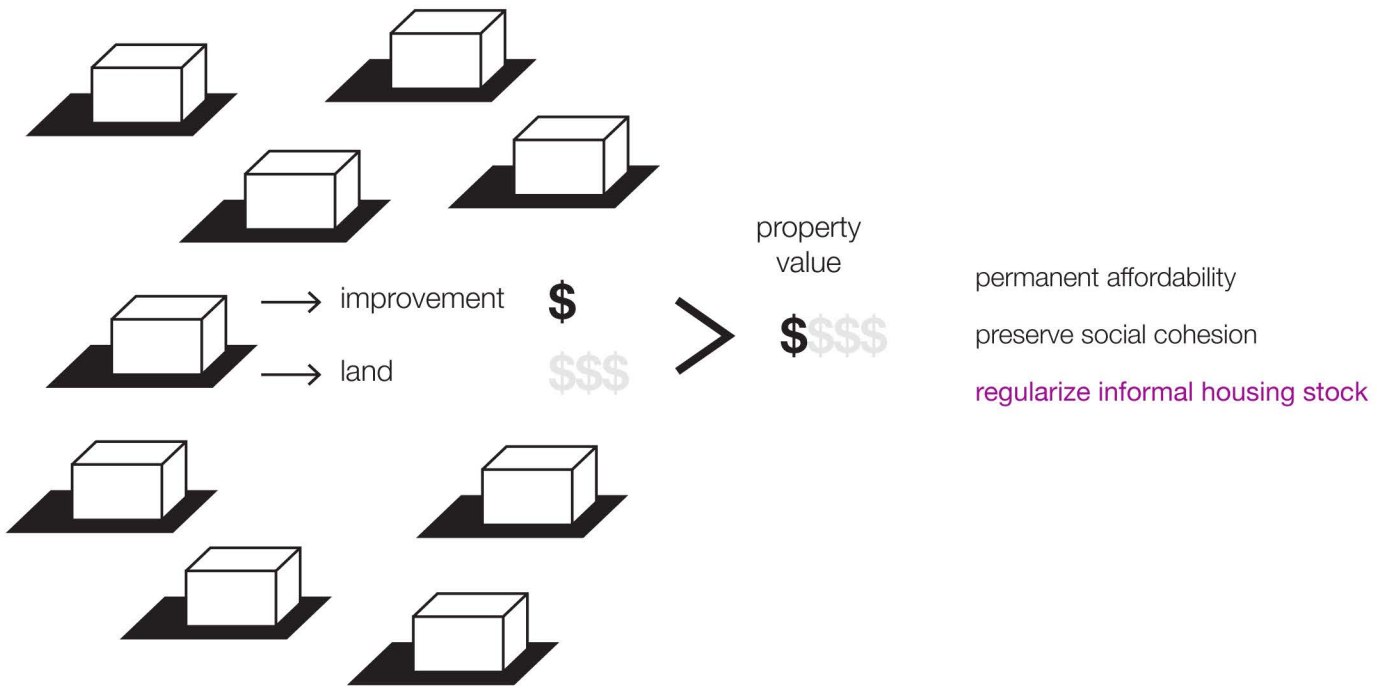 property
value
improvement $
land $$$
$$$$
permanent affordability
preserve social cohesion
regularize informal housing stock